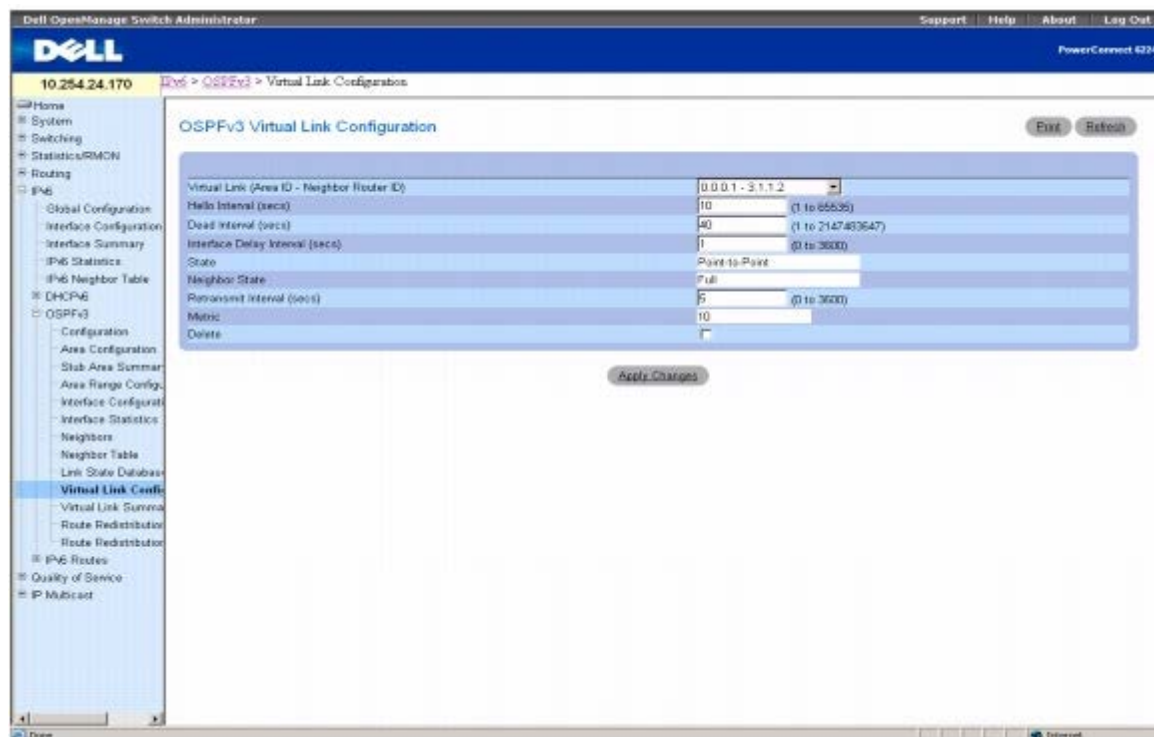 Dell OpenManage Switch Administrator
Support Help About Log Out
DELL
PowerConnect 6224
10.254.24.170
IPv6 > OSPFv3 > Virtual Link Configuration
Home
System
Switching
Statistics/RMON
Routing
IPv6
Global Configuration
Interface Configuration
Interface Summary
IPv6 Statistics
IPv6 Neighbor Table
DHCPv6
OSPFv3
Configuration
Area Configuration
Stub Area Summar
Area Range Configu
Interface Configurati
Interface Statistics
Neighbors
Neighbor Table
Link State Databas
Virtual Link Confi
Virtual Link Summa
Route Redistribution
Route Redistribution
IPv6 Routes
Quality of Service
IP Multicast
OSPFv3 Virtual Link Configuration
Print Refresh
Virtual Link (Area ID - Neighbor Router ID) 0.0.0.1 - 3.1.1.2
Hello Interval (secs) 10 (1 to 65535)
Dead Interval (secs) 40 (1 to 2147483647)
Interface Delay Interval (secs) 1 (0 to 3600)
State Point-to-Point
Neighbor State Full
Retransmit Interval (secs) 5 (0 to 3600)
Metric 10
Delete
Apply Changes
Done
Internet